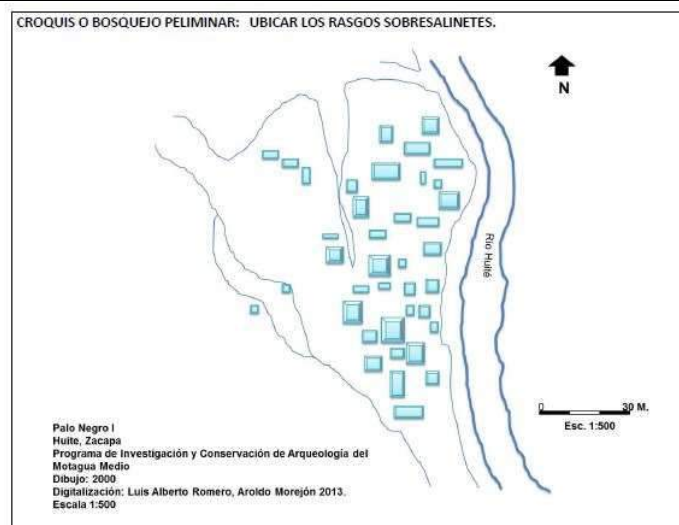 CROQUIS O BOSQUEJO PELIMINAR: UBICAR LOS RASGOS SOBRESALINETES.
N
Río Huité
0 30 M.
Esc. 1:500
Palo Negro I
Huite, Zacapa
Programa de Investigación y Conservación de Arqueología del
Motagua Medio
Dibujo: 2000
Digitalización: Luis Alberto Romero, Aroldo Morejón 2013.
Escala 1:500